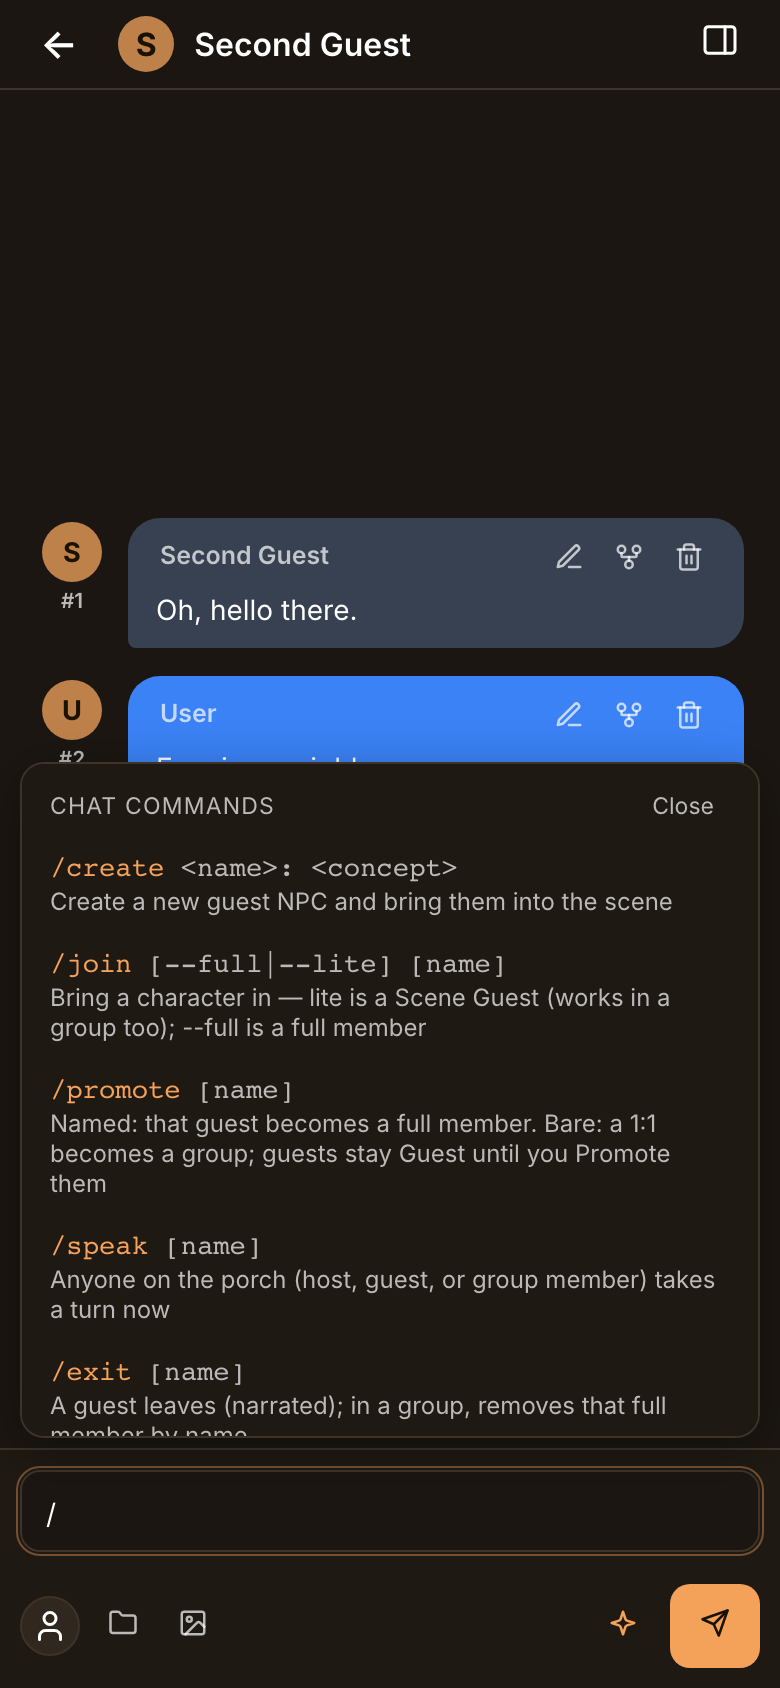 S Second Guest
S Second Guest
#1
Oh, hello there.
U User
#2
CHAT COMMANDS Close
/create <name>: <concept>
Create a new guest NPC and bring them into the scene
/join [--full|--lite] [name]
Bring a character in — lite is a Scene Guest (works in a
group too); --full is a full member
/promote [name]
Named: that guest becomes a full member. Bare: a 1:1
becomes a group; guests stay Guest until you Promote
them
/speak [name]
Anyone on the porch (host, guest, or group member) takes
a turn now
/exit [name]
A guest leaves (narrated); in a group, removes that full
member by name
/